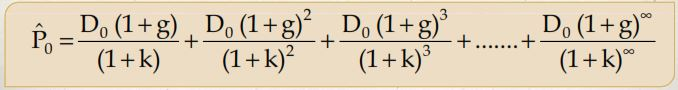 P̂₀ = D₀ (1+g) / (1+k) + D₀ (1+g)² / (1+k)² + D₀ (1+g)³ / (1+k)³ + ....... + D₀ (1+g)^∞ / (1+k)^∞